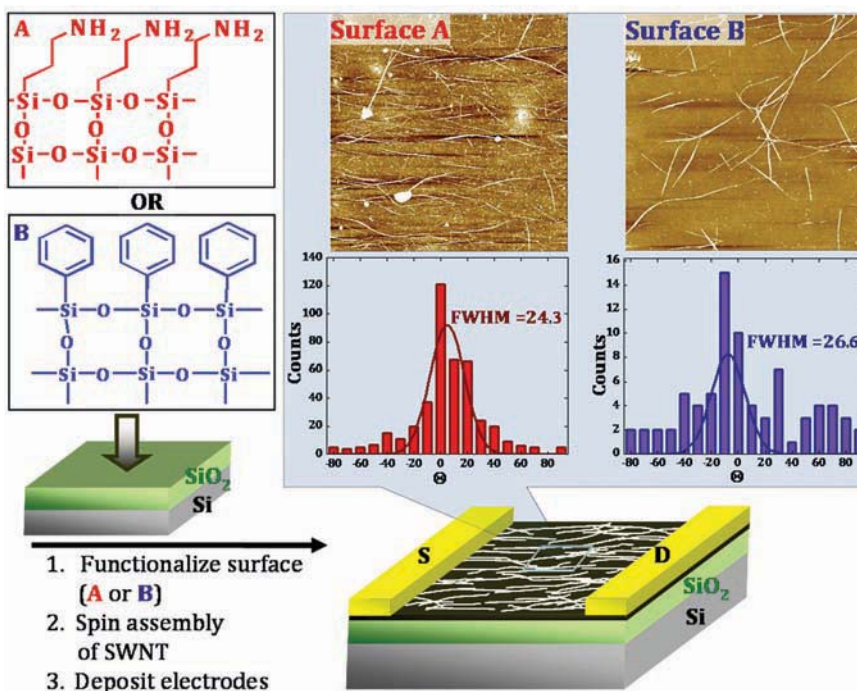 A
NH2 NH2 NH2
Si-O-Si-O-Si
O O O
Si-O-Si-O-Si
OR
B
Si-O-Si-O-Si
O O O
Si-O-Si-O-Si
SiO2
Si
1. Functionalize surface
(A or B)
2. Spin assembly
of SWNT
3. Deposit electrodes
Surface A
140
120
100
80
60
40
20
0
Counts
FWHM =24.3
-80 -60 -40 -20 0 20 40 60 80
Θ
Surface B
16
14
12
10
8
6
4
2
0
Counts
FWHM =26.6
-80 -60 -40 -20 0 20 40 60 80
Θ
S
D
SiO2
Si